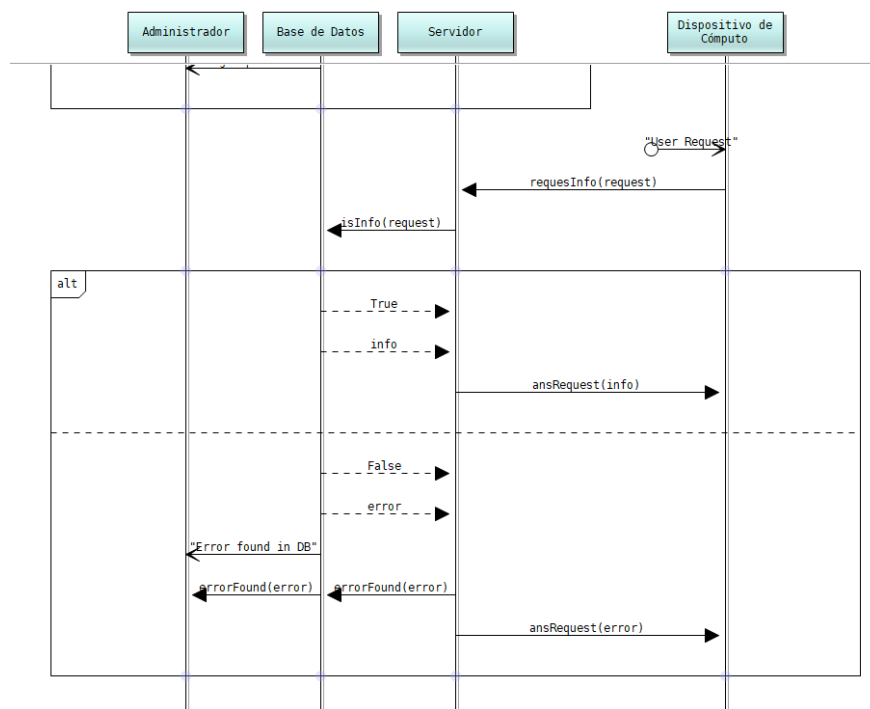 Administrador
Base de Datos
Servidor
Dispositivo de
Cómputo
"User Request"
requesInfo(request)
isInfo(request)
alt
True
info
ansRequest(info)
False
error
"Error found in DB"
errorFound(error)
errorFound(error)
ansRequest(error)